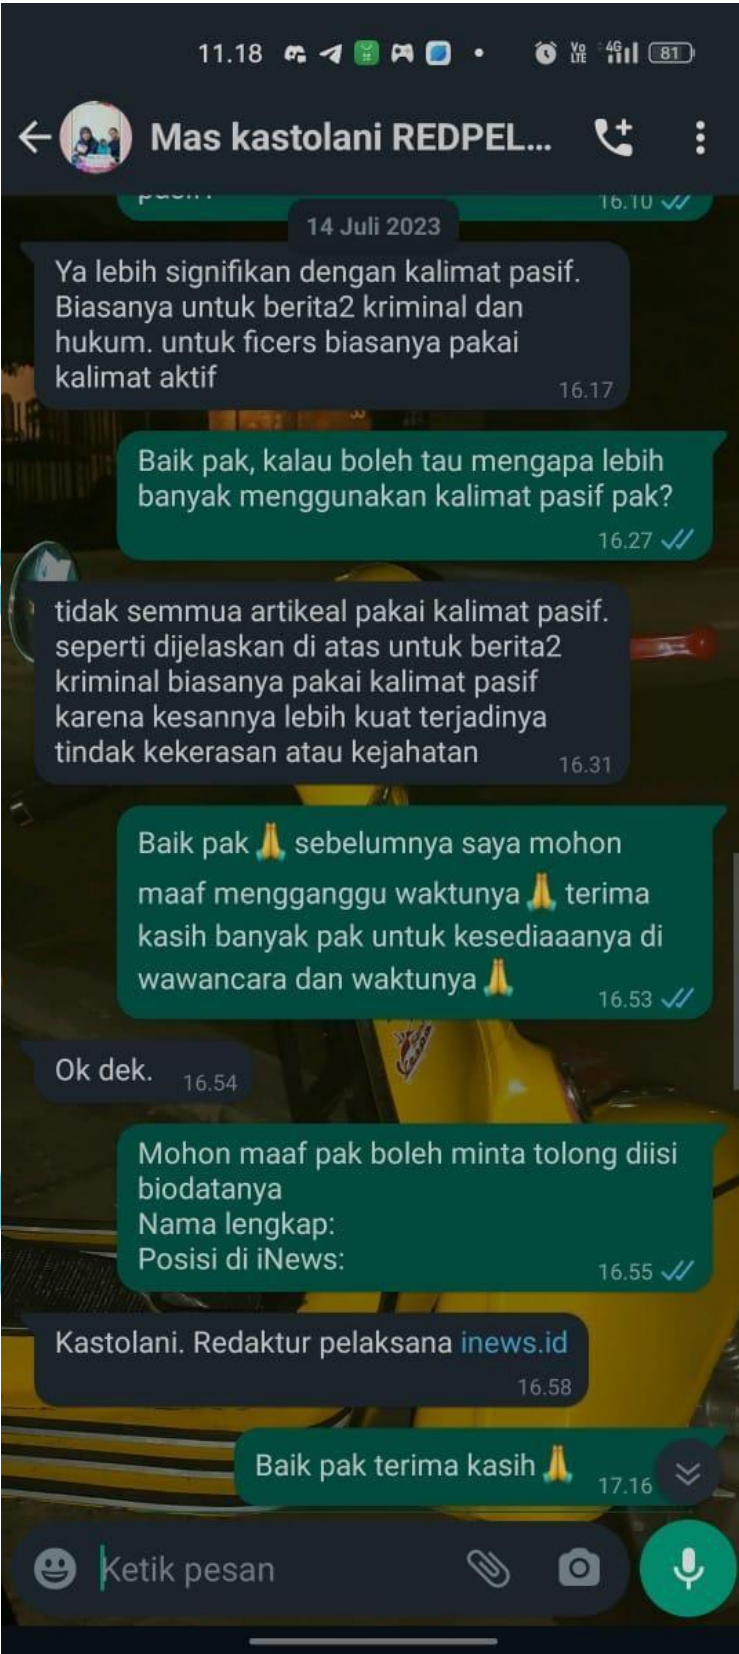 11.18
Vo LTE 4G 81
Mas kastolani REDPEL...
16.10
14 Juli 2023
Ya lebih signifikan dengan kalimat pasif.
Biasanya untuk berita2 kriminal dan
hukum. untuk ficers biasanya pakai
kalimat aktif
16.17
Baik pak, kalau boleh tau mengapa lebih
banyak menggunakan kalimat pasif pak?
16.27
tidak semmua artikeal pakai kalimat pasif.
seperti dijelaskan di atas untuk berita2
kriminal biasanya pakai kalimat pasif
karena kesannya lebih kuat terjadinya
tindak kekerasan atau kejahatan
16.31
Baik pak🙏 sebelumnya saya mohon
maaf mengganggu waktunya🙏 terima
kasih banyak pak untuk kesediaaanya di
wawancara dan waktunya🙏
16.53
Ok dek.
16.54
Mohon maaf pak boleh minta tolong diisi
biodatanya
Nama lengkap:
Posisi di iNews:
16.55
Kastolani. Redaktur pelaksana inews.id
16.58
Baik pak terima kasih🙏
17.16
Ketik pesan